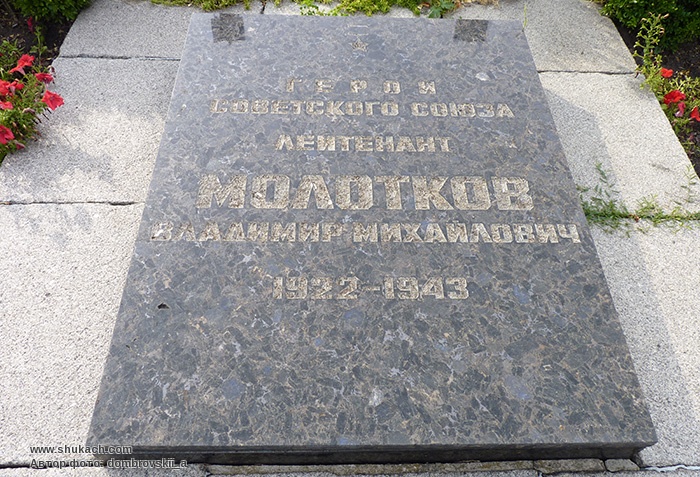 ГЕРОЙ
СОВЕТСКОГО СОЮЗА
ЛЕЙТЕНАНТ
МОЛОТКОВ
ВЛАДИМИР МИХАЙЛОВИЧ
1922-1943
www.shukach.com
Автор фото: dombrovskii_a